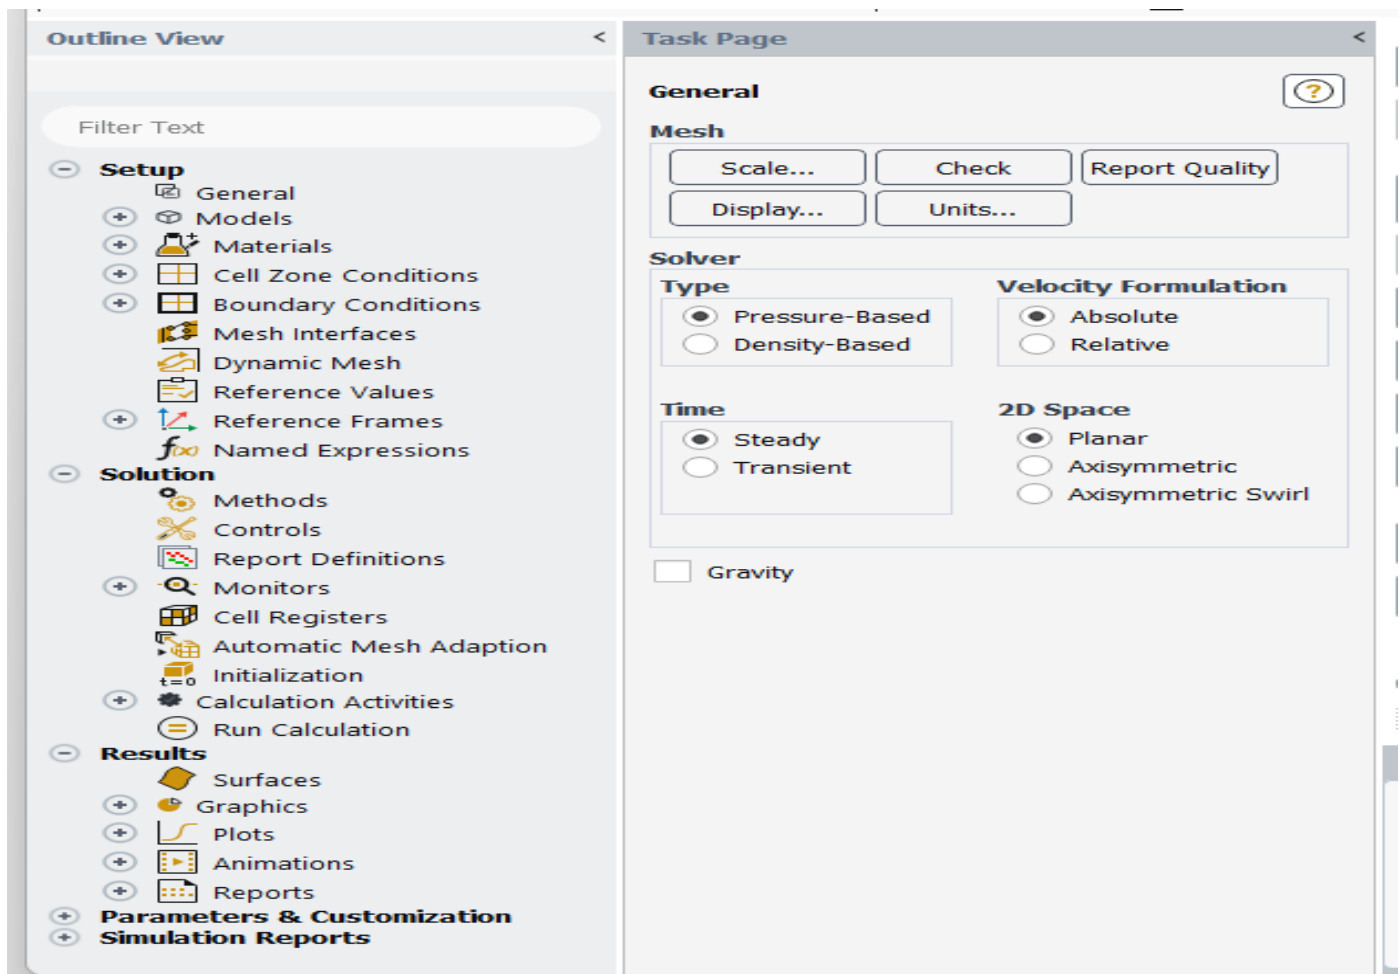 Outline View <
Filter Text
Setup
General
Models
Materials
Cell Zone Conditions
Boundary Conditions
Mesh Interfaces
Dynamic Mesh
Reference Values
Reference Frames
f(x) Named Expressions
Solution
Methods
Controls
Report Definitions
Monitors
Cell Registers
Automatic Mesh Adaption
t=0 Initialization
Calculation Activities
Run Calculation
Results
Surfaces
Graphics
Plots
Animations
Reports
Parameters & Customization
Simulation Reports
Task Page <
General ?
Mesh
Scale... Check Report Quality
Display... Units...
Solver
Type
Pressure-Based
Density-Based
Velocity Formulation
Absolute
Relative
Time
Steady
Transient
2D Space
Planar
Axisymmetric
Axisymmetric Swirl
Gravity